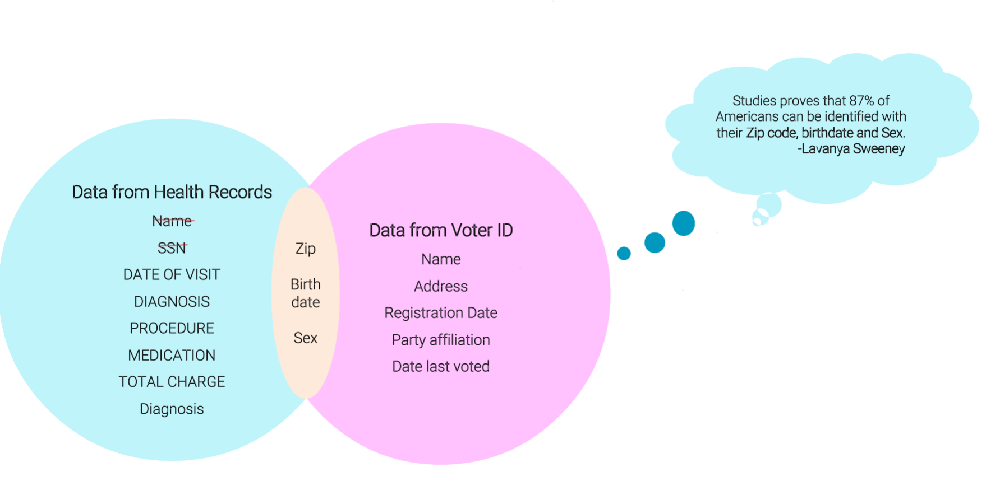 Studies proves that 87% of
Americans can be identified with
their Zip code, birthdate and Sex.
-Lavanya Sweeney
Data from Health Records
Name
SSN
DATE OF VISIT
DIAGNOSIS
PROCEDURE
MEDICATION
TOTAL CHARGE
Diagnosis
Zip
Birth
date
Sex
Data from Voter ID
Name
Address
Registration Date
Party affiliation
Date last voted